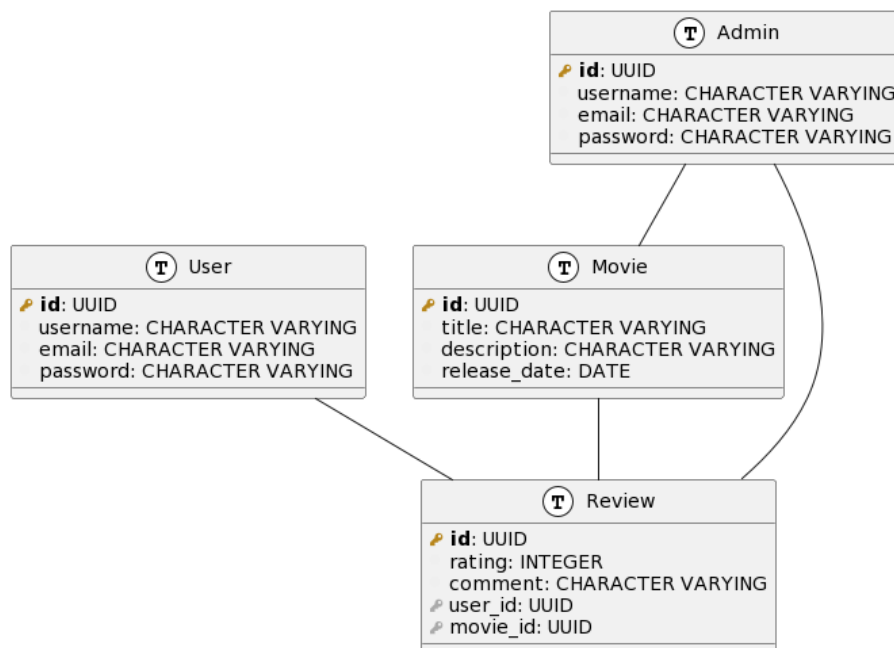 T Admin
id: UUID
username: CHARACTER VARYING
email: CHARACTER VARYING
password: CHARACTER VARYING
T User
id: UUID
username: CHARACTER VARYING
email: CHARACTER VARYING
password: CHARACTER VARYING
T Movie
id: UUID
title: CHARACTER VARYING
description: CHARACTER VARYING
release_date: DATE
T Review
id: UUID
rating: INTEGER
comment: CHARACTER VARYING
user_id: UUID
movie_id: UUID